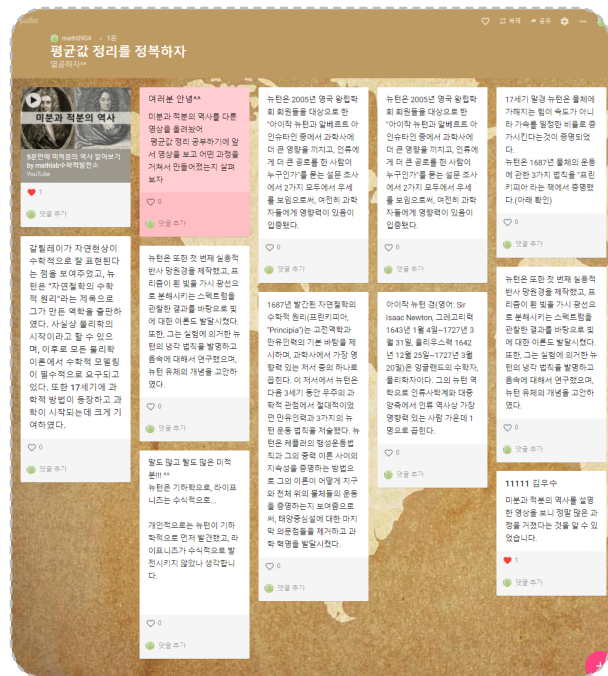 padlet
복제
공유
math0904 • 1분
평균값 정리를 정복하자
열공하자^^
미분과 적분의 역사
5분만에 미적분의 역사 알아보기
by mathlab수학력발전소
YouTube
1
댓글 추가
갈릴레이가 자연현상이
수학적으로 잘 표현된다
는 점을 보여주었고, 뉴
턴은 "자연철학의 수학
적 원리"라는 제목으로
그가 만든 역학을 출판하
였다. 사실상 물리학의
시작이라고 할 수 있으
며, 이후로 모든 물리학
이론에서 수학적 모델링
이 필수적으로 요구되고
있다. 또한 17세기에 과
학적 방법이 등장하고 과
학이 시작되는데 크게 기
여하였다.
0
댓글 추가
여러분 안녕^^
미분과 적분의 역사를 다룬
영상을 올려놨어
평균값 정리 공부하기에 앞
서 영상을 보고 어떤 과정을
거쳐서 만들어졌는지 살펴
보자
0
댓글 추가
뉴턴은 또한 첫 번째 실용적
반사 망원경을 제작했고, 프
리즘이 흰 빛을 가시 광선으
로 분해시키는 스펙트럼을
관찰한 결과를 바탕으로 빛
에 대한 이론도 발달시켰다.
또한, 그는 실험에 의거한 뉴
턴의 냉각 법칙을 발명하고
음속에 대해서 연구했으며,
뉴턴 유체의 개념을 고안하
였다.
0
댓글 추가
말도 많고 탈도 많은 미적
분!!! ^^
뉴턴은 기하학으로, 라이프
니츠는 수식적으로...
개인적으로는 뉴턴이 기하
학적으로 먼저 발견했고, 라
이프니츠가 수식적으로 발
전시키지 않았나 생각합니
다.
0
댓글 추가
뉴턴은 2005년 영국 왕립학
회 회원들을 대상으로 한
"아이작 뉴턴과 알베르트 아
인슈타인 중에서 과학사에
더 큰 영향을 끼치고, 인류에
게 더 큰 공로를 한 사람이
누구인가"를 묻는 설문 조사
에서 2가지 모두에서 우세
를 보임으로써, 여전히 과학
자들에게 영향력이 있음이
입증됐다.
0
댓글 추가
1687년 발간된 자연철학의
수학적 원리(프린키피아,
"Principia")는 고전역학과
만유인력의 기본 바탕을 제
시하며, 과학사에서 가장 영
향력 있는 저서 중의 하나로
꼽힌다. 이 저서에서 뉴턴은
다음 3세기 동안 우주의 과
학적 관점에서 절대적이었
던 만유인력과 3가지의 뉴
턴 운동 법칙을 저술했다. 뉴
턴은 케플러의 행성운동법
칙과 그의 중력 이론 사이의
지속성을 증명하는 방법으
로 그의 이론이 어떻게 지구
와 천체 위의 물체들의 운동
을 증명하는지 보여줌으로
써, 태양중심설에 대한 마지
막 의문점들을 제거하고 과
학 혁명을 발달시켰다.
0
댓글 추가
뉴턴은 2005년 영국 왕립학
회 회원들을 대상으로 한
"아이작 뉴턴과 알베르트 아
인슈타인 중에서 과학사에
더 큰 영향을 끼치고, 인류에
게 더 큰 공로를 한 사람이
누구인가"를 묻는 설문 조사
에서 2가지 모두에서 우세
를 보임으로써, 여전히 과학
자들에게 영향력이 있음이
입증됐다.
0
댓글 추가
아이작 뉴턴 경(영어: Sir
Isaac Newton, 그레고리력
1643년 1월 4일~1727년 3
월 31일, 율리우스력 1642
년 12월 25일~1727년 3월
20일)은 잉글랜드의 수학자,
물리학자이다. 그의 뉴턴 역
학으로 인류사학계와 대중
양측에서 인류 역사상 가장
영향력 있는 사람 가운데 1
명으로 꼽힌다.
0
댓글 추가
17세기 말경 뉴턴은 물체에
가해지는 힘이 속도가 아니
라 가속도를 일정한 비율로 증
가시킨다는것이 증명되었
다.
뉴턴은 1687년 물체의 운동
에 관한 3가지 법칙을 "프린
키피아 라는 책에서 증명했
다.(아래 확인)
0
댓글 추가
뉴턴은 또한 첫 번째 실용적
반사 망원경을 제작했고, 프
리즘이 흰 빛을 가시 광선으
로 분해시키는 스펙트럼을
관찰한 결과를 바탕으로 빛
에 대한 이론도 발달시켰다.
또한, 그는 실험에 의거한 뉴
턴의 냉각 법칙을 발명하고
음속에 대해서 연구했으며,
뉴턴 유체의 개념을 고안하
였다.
0
댓글 추가
11111 김우수
미분과 적분의 역사를 설명
한 영상을 보니 정말 많은 과
정을 거쳤다는 것을 알 수 있
었습니다.
1
댓글 추가